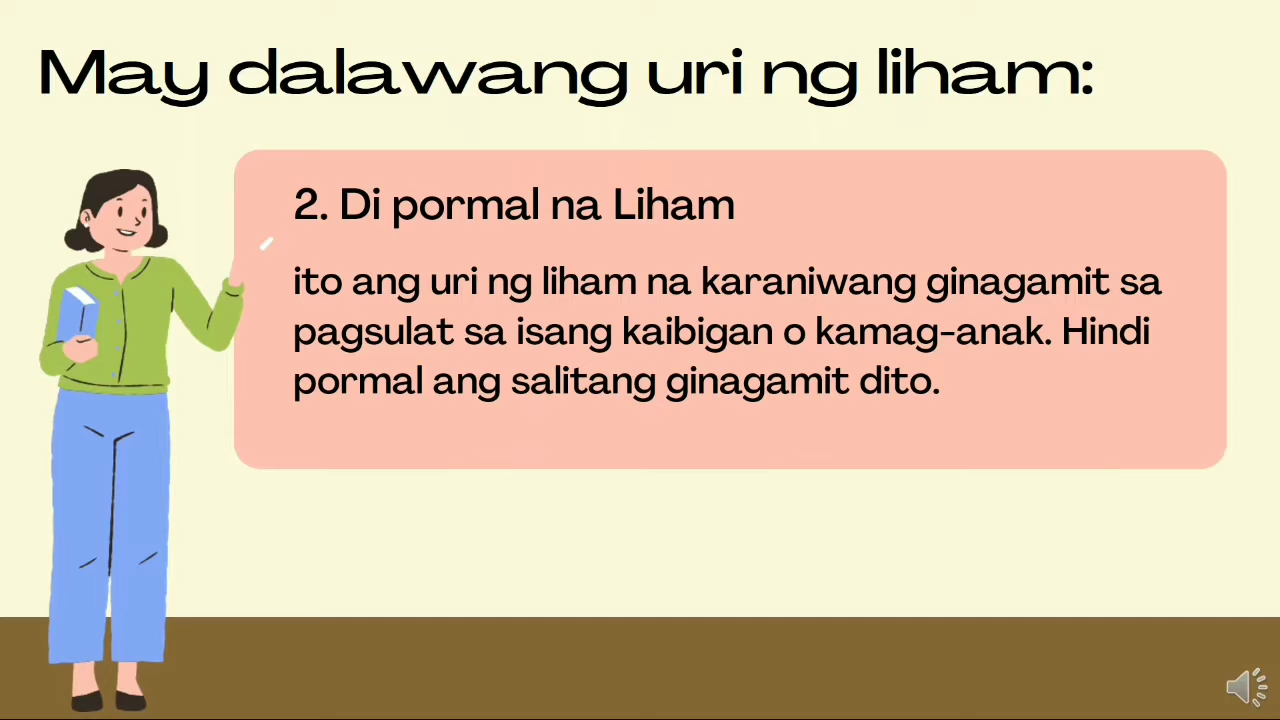 May dalawang uri ng liham:
2. Di pormal na Liham
ito ang uri ng liham na karaniwang ginagamit sa
pagsulat sa isang kaibigan o kamag-anak. Hindi
pormal ang salitang ginagamit dito.